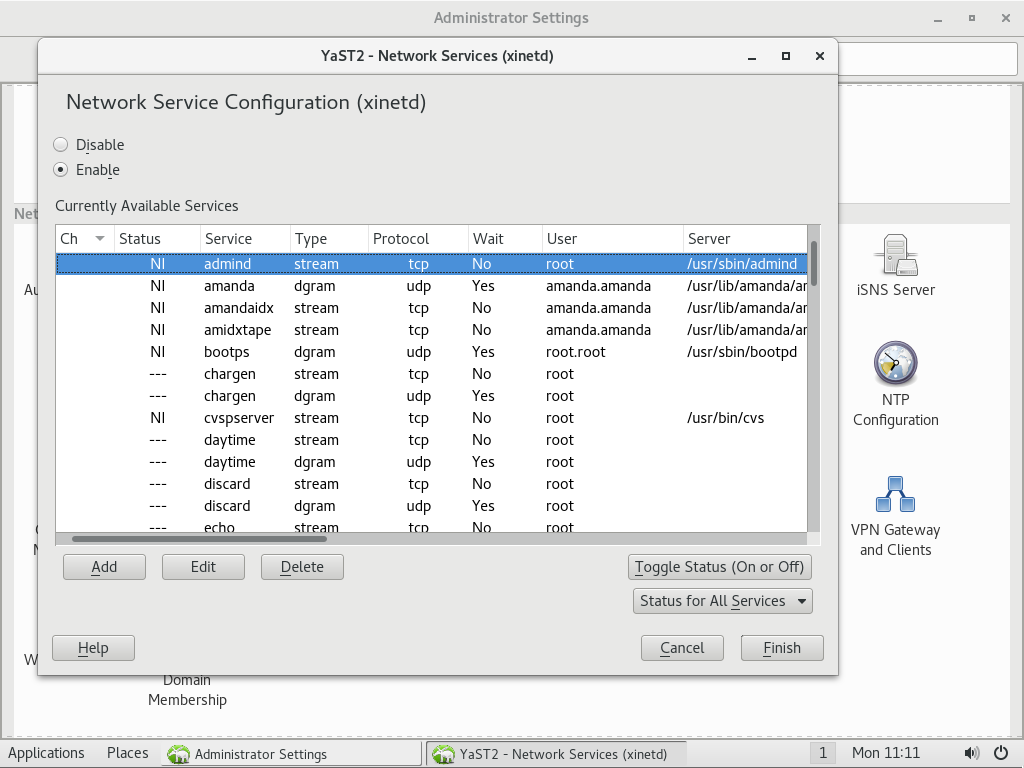 Administrator Settings
YaST2 - Network Services (xinetd)
Network Service Configuration (xinetd)
Disable
Enable
Net
Currently Available Services
Ch Status Service Type Protocol Wait User Server
NI admind stream tcp No root /usr/sbin/admind
NI amanda dgram udp Yes amanda.amanda /usr/lib/amanda/ar
NI amandaidx stream tcp No amanda.amanda /usr/lib/amanda/ar
NI amidxtape stream tcp No amanda.amanda /usr/lib/amanda/ar
NI bootps dgram udp Yes root.root /usr/sbin/bootpd
--- chargen stream tcp No root
--- chargen dgram udp Yes root
NI cvspserver stream tcp No root /usr/bin/cvs
--- daytime stream tcp No root
--- daytime dgram udp Yes root
--- discard stream tcp No root
--- discard dgram udp Yes root
--- echo stream tcp No root
Add Edit Delete Toggle Status (On or Off)
Status for All Services
Help Cancel Finish
Au
iSNS Server
NTP
Configuration
VPN Gateway
and Clients
W
Domain
Membership
Applications Places Administrator Settings YaST2 - Network Services (xinetd) 1 Mon 11:11